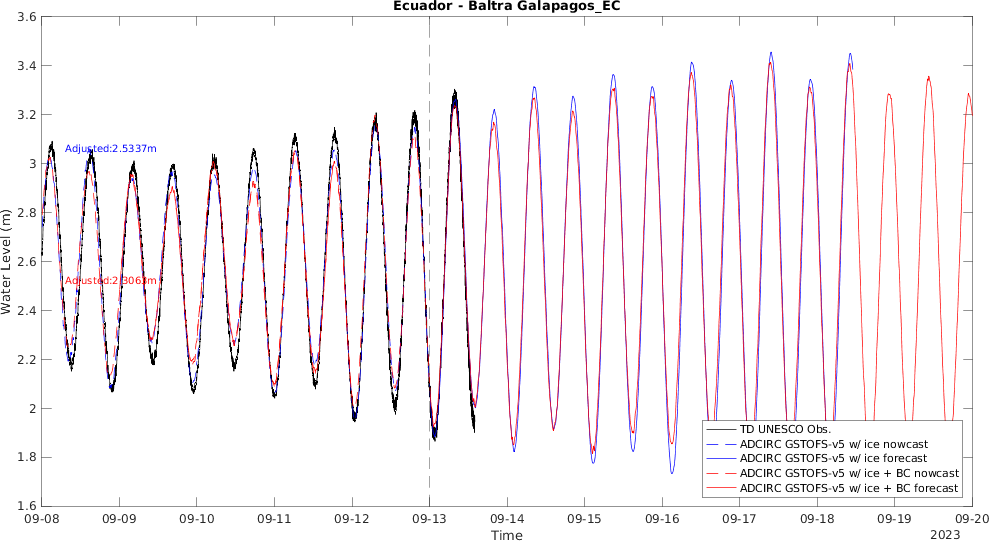 Ecuador - Baltra Galapagos_EC
3.6
3.4
3.2
3
2.8
2.6
2.4
2.2
2
1.8
1.6
Water Level (m)
Adjusted:2.5337m
Adjusted:2.3063m
TD UNESCO Obs.
ADCIRC GSTOFS-v5 w/ ice nowcast
ADCIRC GSTOFS-v5 w/ ice forecast
ADCIRC GSTOFS-v5 w/ ice + BC nowcast
ADCIRC GSTOFS-v5 w/ ice + BC forecast
09-08 09-09 09-10 09-11 09-12 09-13 09-14 09-15 09-16 09-17 09-18 09-19 09-20
Time
2023